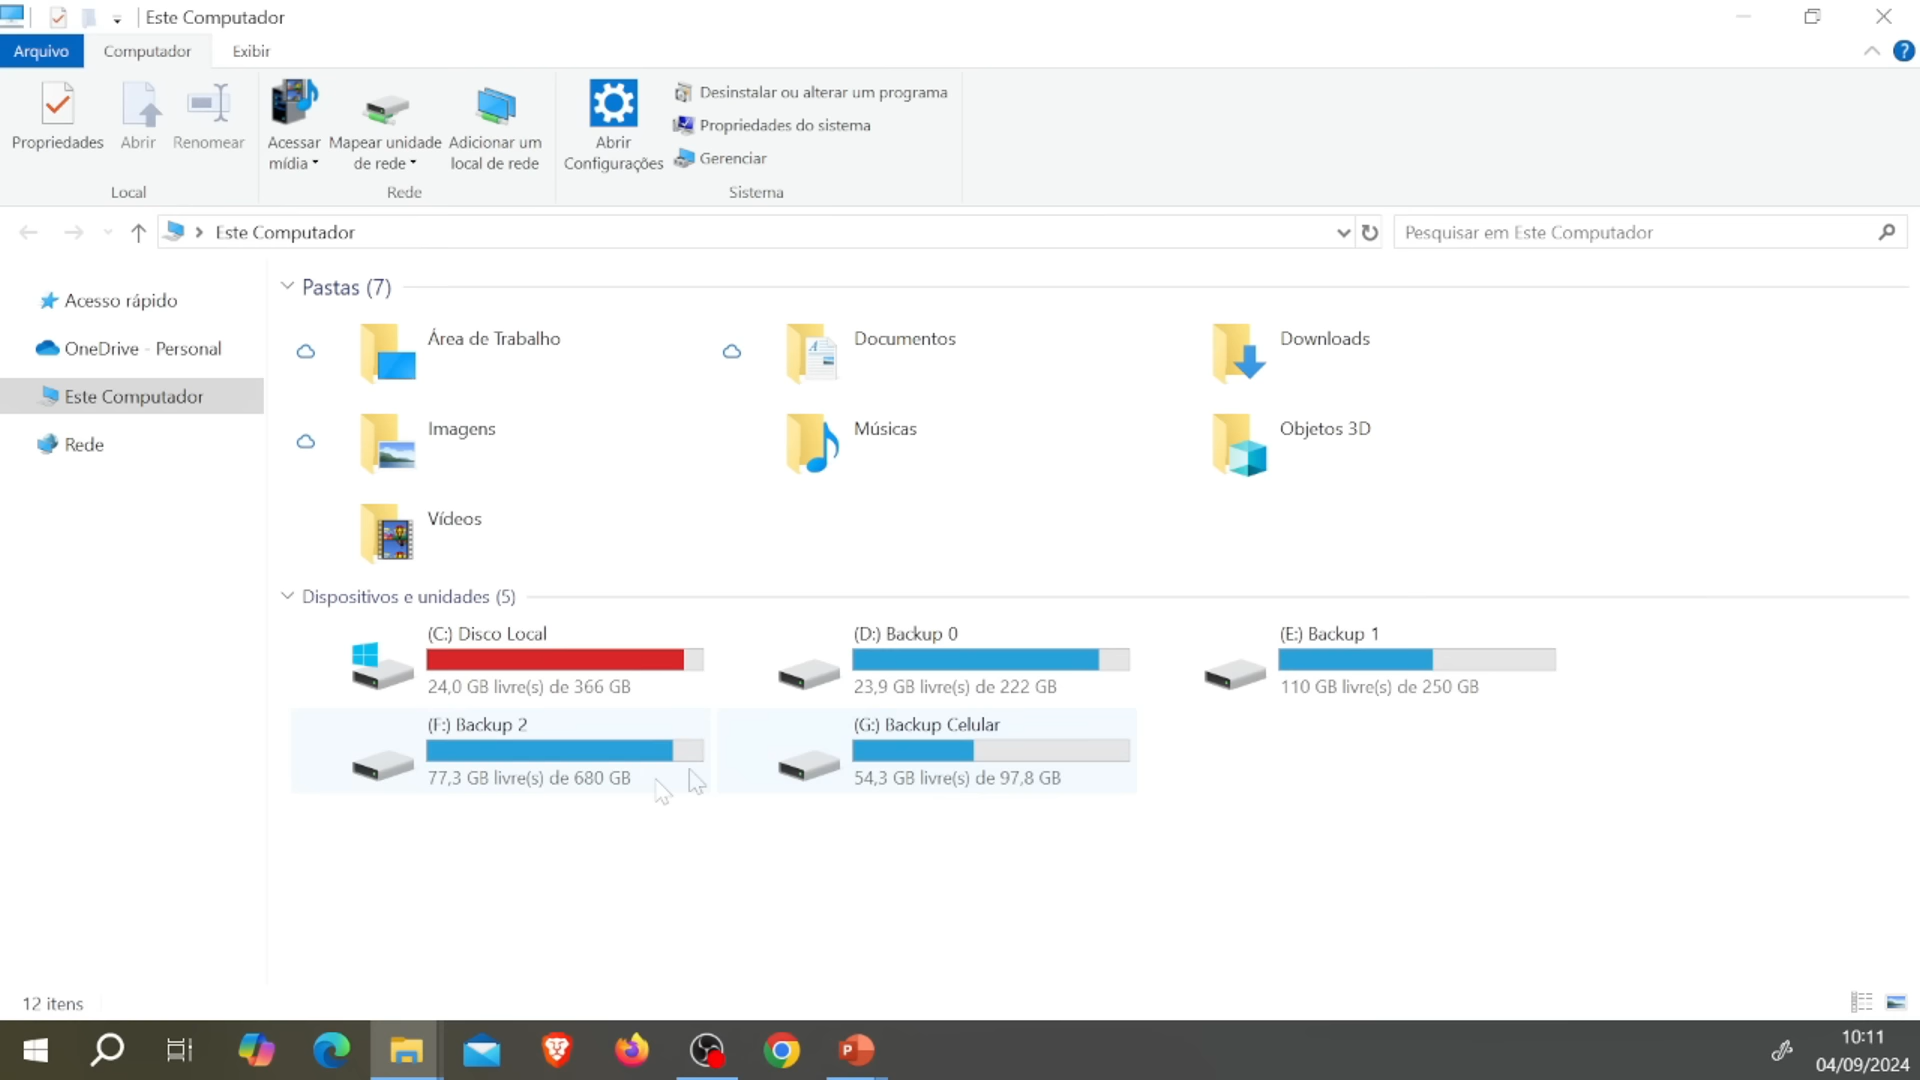 Este Computador
Arquivo Computador Exibir
Propriedades
Abrir
Renomear
Local
Acessar mídia
Mapear unidade de rede
Adicionar um local de rede
Rede
Abrir Configurações
Desinstalar ou alterar um programa
Propriedades do sistema
Gerenciar
Sistema
Este Computador
Pesquisar em Este Computador
Acesso rápido
OneDrive - Personal
Este Computador
Rede
Pastas (7)
Área de Trabalho
Documentos
Downloads
Imagens
Músicas
Objetos 3D
Vídeos
Dispositivos e unidades (5)
(C:) Disco Local
24,0 GB livre(s) de 366 GB
(D:) Backup 0
23,9 GB livre(s) de 222 GB
(E:) Backup 1
110 GB livre(s) de 250 GB
(F:) Backup 2
77,3 GB livre(s) de 680 GB
(G:) Backup Celular
54,3 GB livre(s) de 97,8 GB
12 itens
10:11
04/09/2024